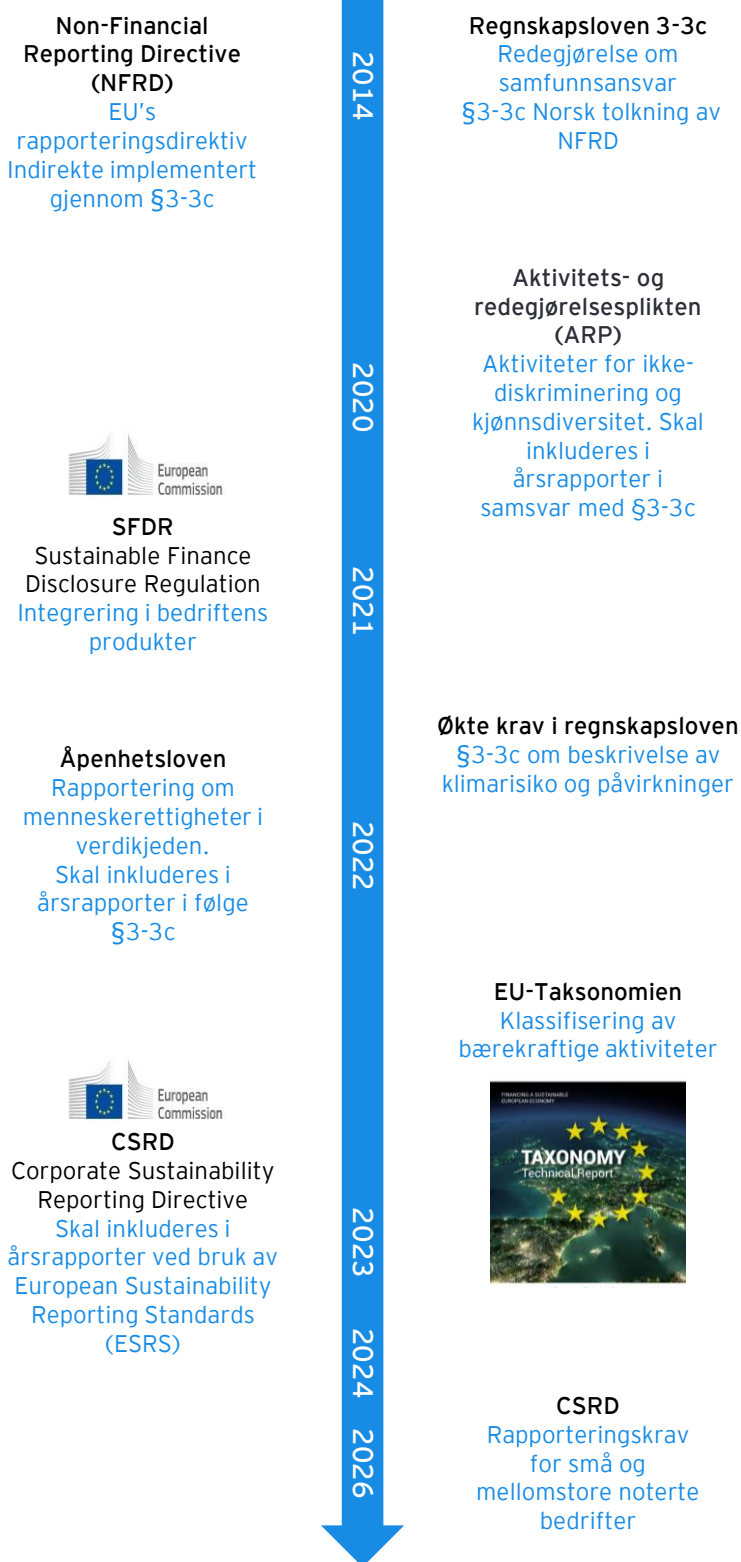 Non-Financial
Reporting Directive
(NFRD)
EU's
rapporteringsdirektiv
Indirekte implementert
gjennom §3-3c
2014
Regnskapsloven 3-3c
Redegjørelse om
samfunnsansvar
§3-3c Norsk tolkning av
NFRD
Aktivitets- og
redegjørelsesplikten
(ARP)
Aktiviteter for ikke-
diskriminering og
kjønnsdiversitet. Skal
inkluderes i
årsrapporter i
samsvar med §3-3c
2020
European
Commission
SFDR
Sustainable Finance
Disclosure Regulation
Integrering i bedriftens
produkter
2021
Økte krav i regnskapsloven
§3-3c om beskrivelse av
klimarisiko og påvirkninger
Åpenhetsloven
Rapportering om
menneskerettigheter i
verdikjeden.
Skal inkluderes i
årsrapporter i følge
§3-3c
2022
EU-Taksonomien
Klassifisering av
bærekraftige aktiviteter
FINANCING A SUSTAINABLE
EUROPEAN ECONOMY
TAXONOMY
Technical Report
European
Commission
CSRD
Corporate Sustainability
Reporting Directive
Skal inkluderes i
årsrapporter ved bruk av
European Sustainability
Reporting Standards
(ESRS)
2023
2024
CSRD
Rapporteringskrav
for små og
mellomstore noterte
bedrifter
2026